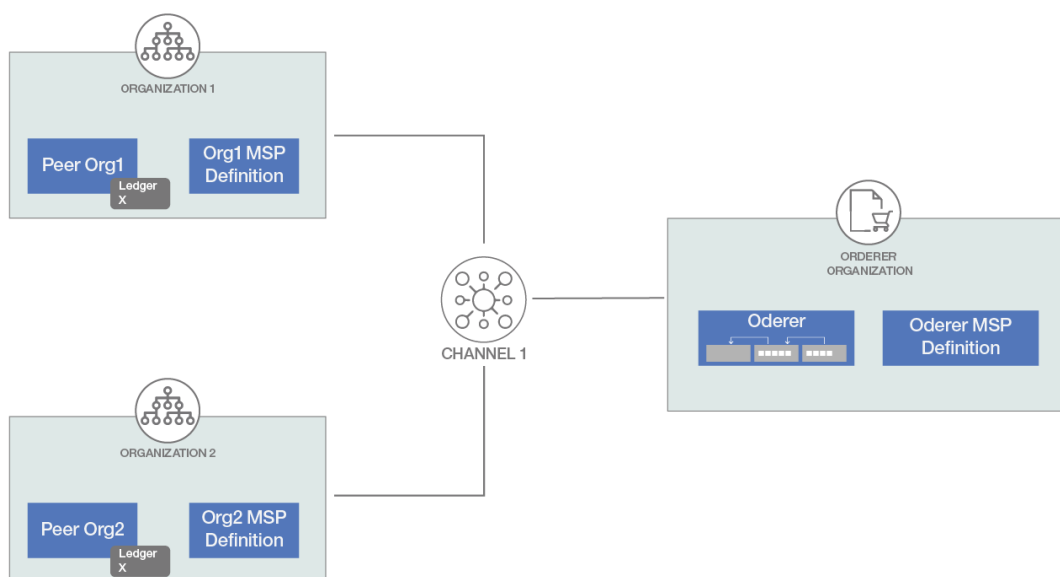 ORGANIZATION 1
Peer Org1
Ledger
X
Org1 MSP
Definition
CHANNEL 1
ORDERER
ORGANIZATION
Oderer
Oderer MSP
Definition
ORGANIZATION 2
Peer Org2
Ledger
X
Org2 MSP
Definition